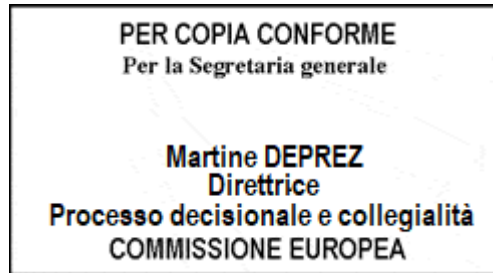 PER COPIA CONFORME
Per la Segretaria generale
Martine DEPREZ
Direttrice
Processo decisionale e collegialità
COMMISSIONE EUROPEA